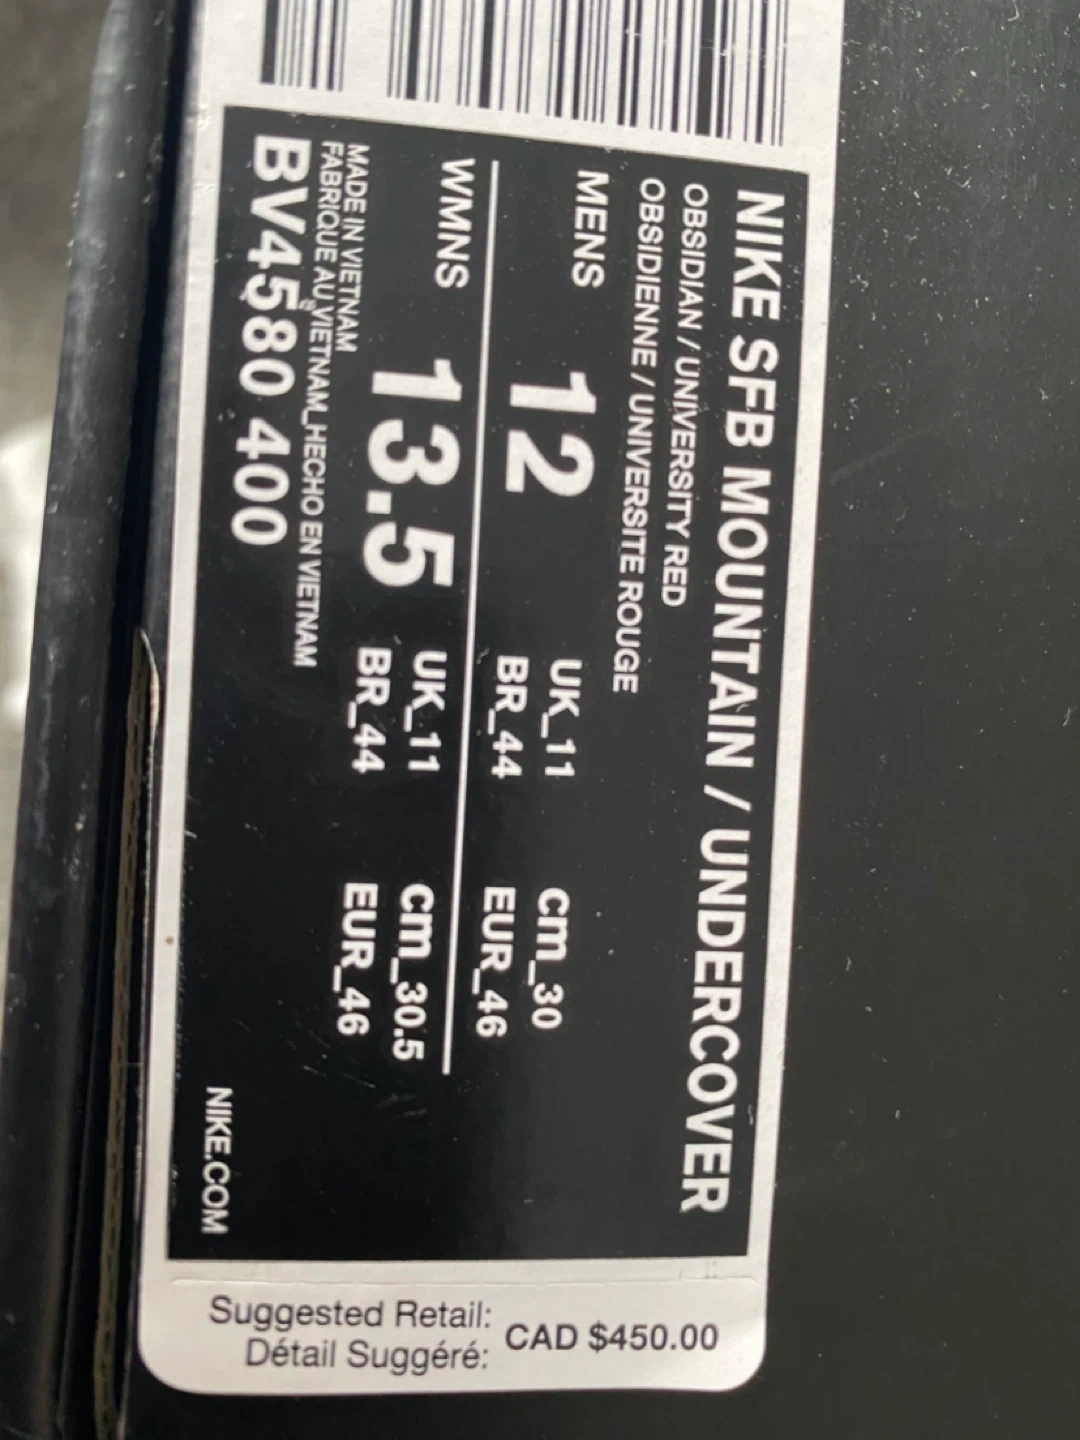 NIKE SFB MOUNTAIN / UNDERCOVER
OBSIDIAN / UNIVERSITY RED
OBSIDIENNE / UNIVERSITE ROUGE
MENS 12 UK_11 cm_30
BR_44 EUR_46
WMNS 13.5 UK_11 cm_30.5
BR_44 EUR_46
MADE IN VIETNAM
FABRIQUE AU VIETNAM_HECHO EN VIETNAM
BV4580 400
NIKE.COM
Suggested Retail: CAD $450.00
Détail Suggéré: